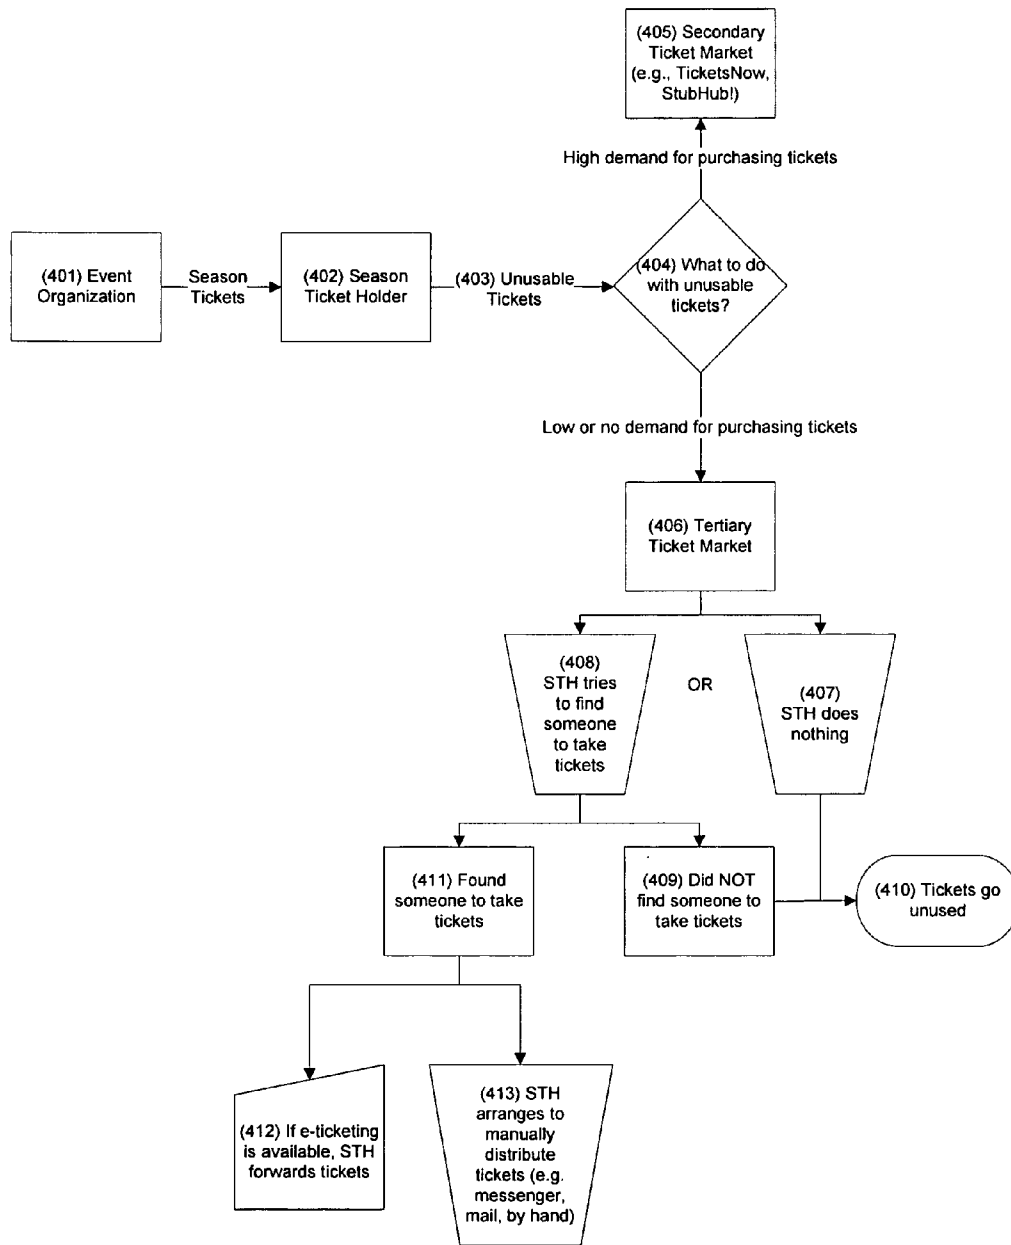 (405) Secondary
Ticket Market
(e.g., TicketsNow,
StubHub!)
High demand for purchasing tickets
(401) Event
Organization
Season
Tickets
(402) Season
Ticket Holder
(403) Unusable
Tickets
(404) What to do
with unusable
tickets?
Low or no demand for purchasing tickets
(406) Tertiary
Ticket Market
(408)
STH tries
to find
someone
to take
tickets
OR
(407)
STH does
nothing
(411) Found
someone to take
tickets
(409) Did NOT
find someone to
take tickets
(410) Tickets go
unused
(412) If e-ticketing
is available, STH
forwards tickets
(413) STH
arranges to
manually
distribute
tickets (e.g.
messenger,
mail, by hand)